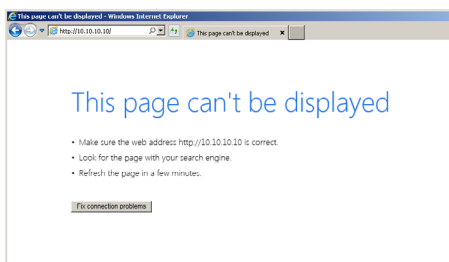 This page can't be displayed - Windows Internet Explorer
http://10.10.10.10/
This page can't be displayed
This page can't be displayed
• Make sure the web address http://10.10.10.10 is correct.
• Look for the page with your search engine.
• Refresh the page in a few minutes.
Fix connection problems